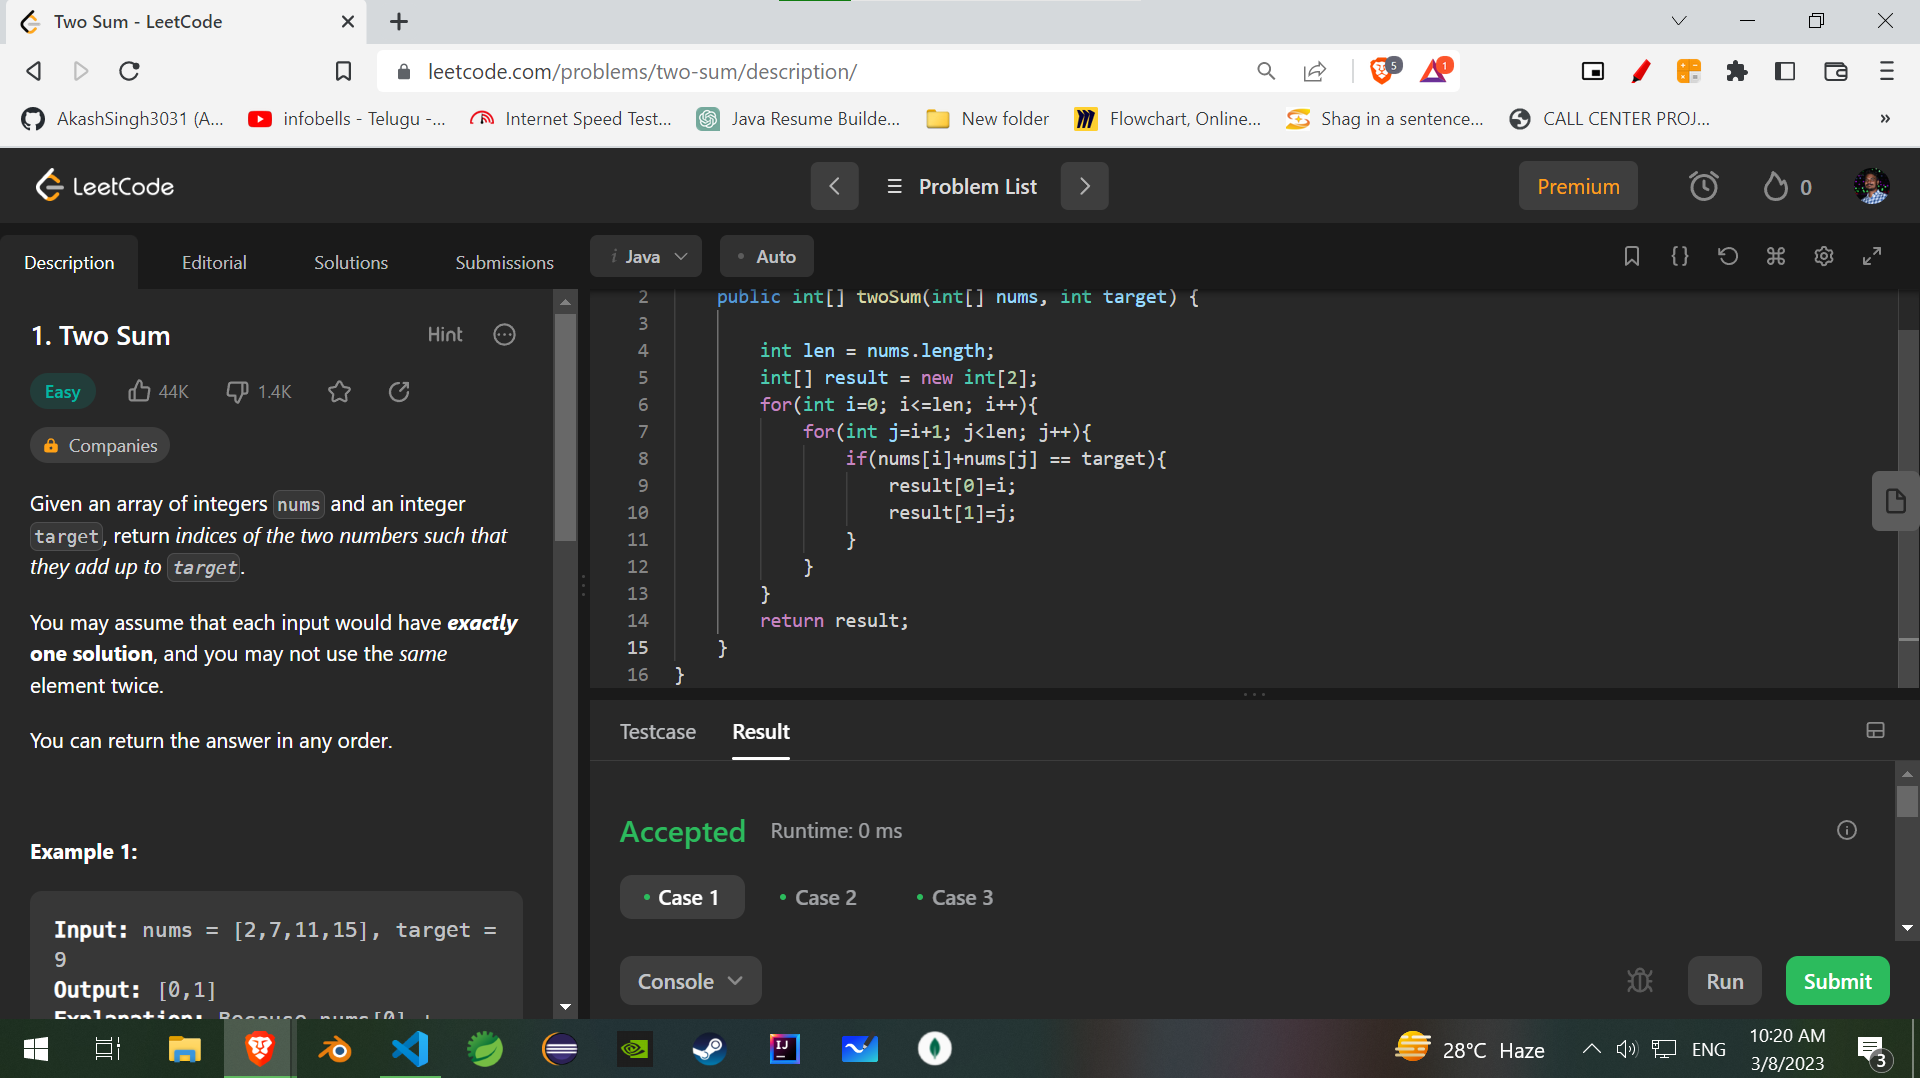 Two Sum - LeetCode
leetcode.com/problems/two-sum/description/
5
1
AkashSingh3031 (A...
infobells - Telugu -...
Internet Speed Test...
Java Resume Builde...
New folder
Flowchart, Online...
Shag in a sentence...
CALL CENTER PROJ...
»
LeetCode
Problem List
Premium
0
Description
Editorial
Solutions
Submissions
i Java
• Auto
1. Two Sum
Hint
Easy
44K
1.4K
Companies
Given an array of integers nums and an integer
target, return indices of the two numbers such that
they add up to target.
You may assume that each input would have exactly
one solution, and you may not use the same
element twice.
You can return the answer in any order.
Example 1:
Input: nums = [2,7,11,15], target =
9
Output: [0,1]
Explanation: Because nums[0] +
2 public int[] twoSum(int[] nums, int target) {
3
4 int len = nums.length;
5 int[] result = new int[2];
6 for(int i=0; i<=len; i++){
7 for(int j=i+1; j<len; j++){
8 if(nums[i]+nums[j] == target){
9 result[0]=i;
10 result[1]=j;
11 }
12 }
13 }
14 return result;
15 }
16 }
Testcase
Result
Accepted
Runtime: 0 ms
• Case 1
• Case 2
• Case 3
Console
Run
Submit
IJ
28°C Haze
ENG
10:20 AM
3/8/2023
3